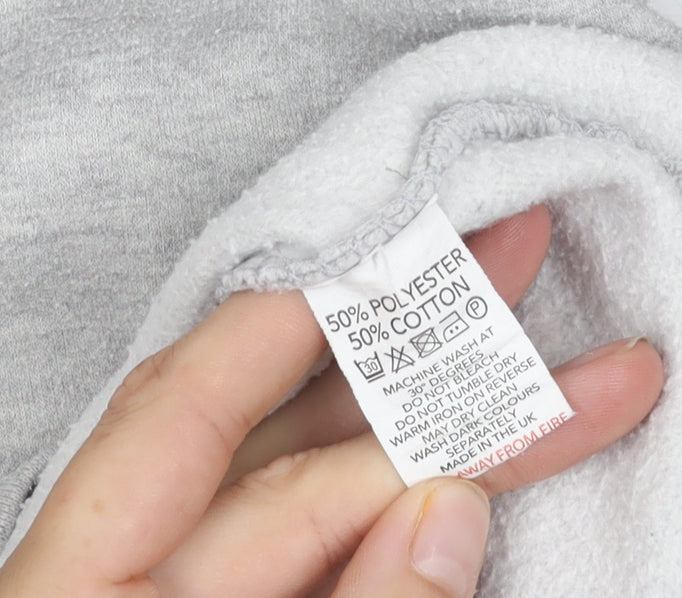 50% POLYESTER
50% COTTON
30 P
MACHINE WASH AT
30° DEGREES
DO NOT BLEACH
DO NOT TUMBLE DRY
WARM IRON ON REVERSE
MAY DRY CLEAN
WASH DARK COLOURS
SEPARATELY
MADE IN THE UK
AWAY FROM FIRE